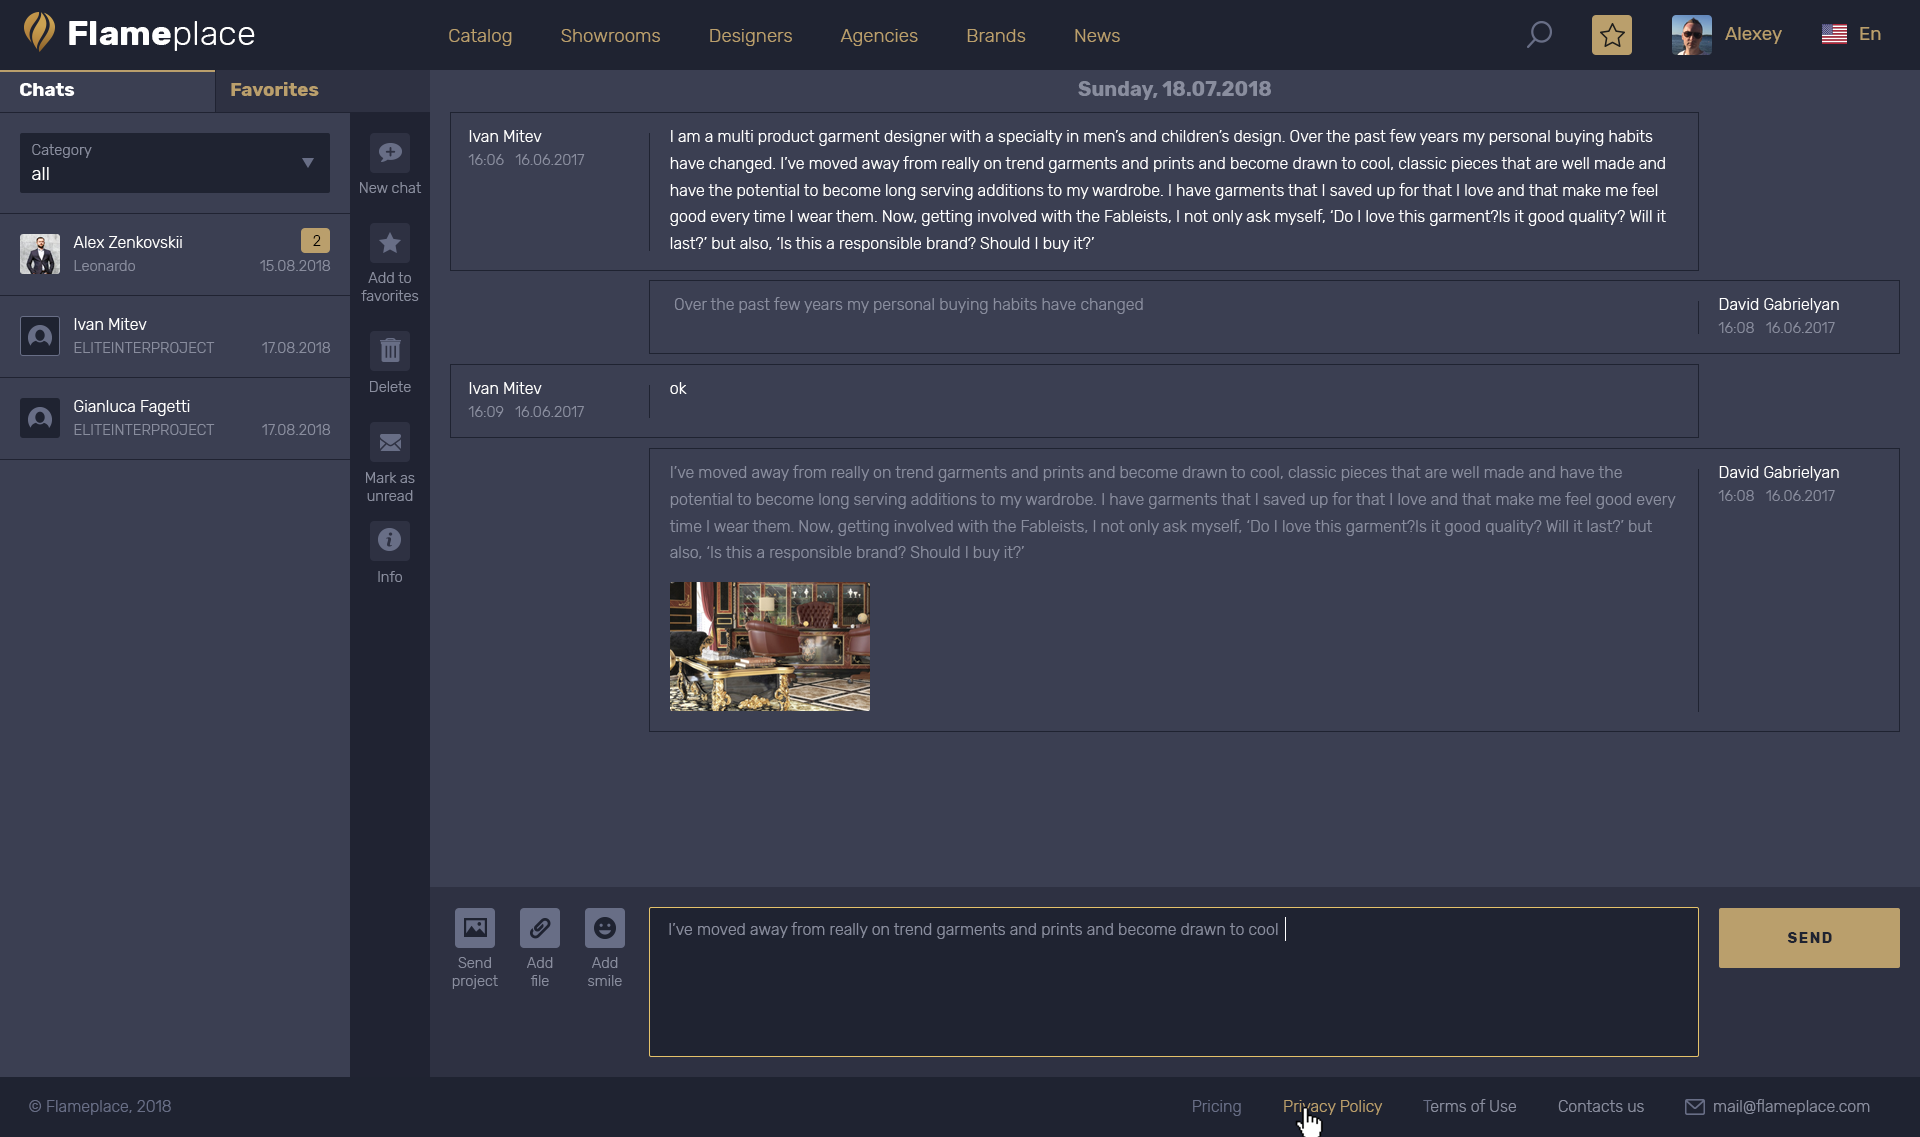 Flameplace
Catalog
Showrooms
Designers
Agencies
Brands
News
Alexey
En
Chats
Favorites
Category
all
Alex Zenkovskii
2
Leonardo
15.08.2018
Ivan Mitev
ELITEINTERPROJECT
17.08.2018
Gianluca Fagetti
ELITEINTERPROJECT
17.08.2018
New chat
Add to
favorites
Delete
Mark as
unread
Info
Sunday, 18.07.2018
Ivan Mitev
16:06 16.06.2017
I am a multi product garment designer with a specialty in men’s and children’s design. Over the past few years my personal buying habits
have changed. I’ve moved away from really on trend garments and prints and become drawn to cool, classic pieces that are well made and
have the potential to become long serving additions to my wardrobe. I have garments that I saved up for that I love and that make me feel
good every time I wear them. Now, getting involved with the Fableists, I not only ask myself, ‘Do I love this garment?Is it good quality? Will it
last?’ but also, ‘Is this a responsible brand? Should I buy it?’
Over the past few years my personal buying habits have changed
David Gabrielyan
16:08 16.06.2017
Ivan Mitev
16:09 16.06.2017
ok
I’ve moved away from really on trend garments and prints and become drawn to cool, classic pieces that are well made and have the
potential to become long serving additions to my wardrobe. I have garments that I saved up for that I love and that make me feel good every
time I wear them. Now, getting involved with the Fableists, I not only ask myself, ‘Do I love this garment?Is it good quality? Will it last?’ but
also, ‘Is this a responsible brand? Should I buy it?’
David Gabrielyan
16:08 16.06.2017
Send
project
Add
file
Add
smile
I’ve moved away from really on trend garments and prints and become drawn to cool
SEND
© Flameplace, 2018
Pricing
Privacy Policy
Terms of Use
Contacts us
mail@flameplace.com